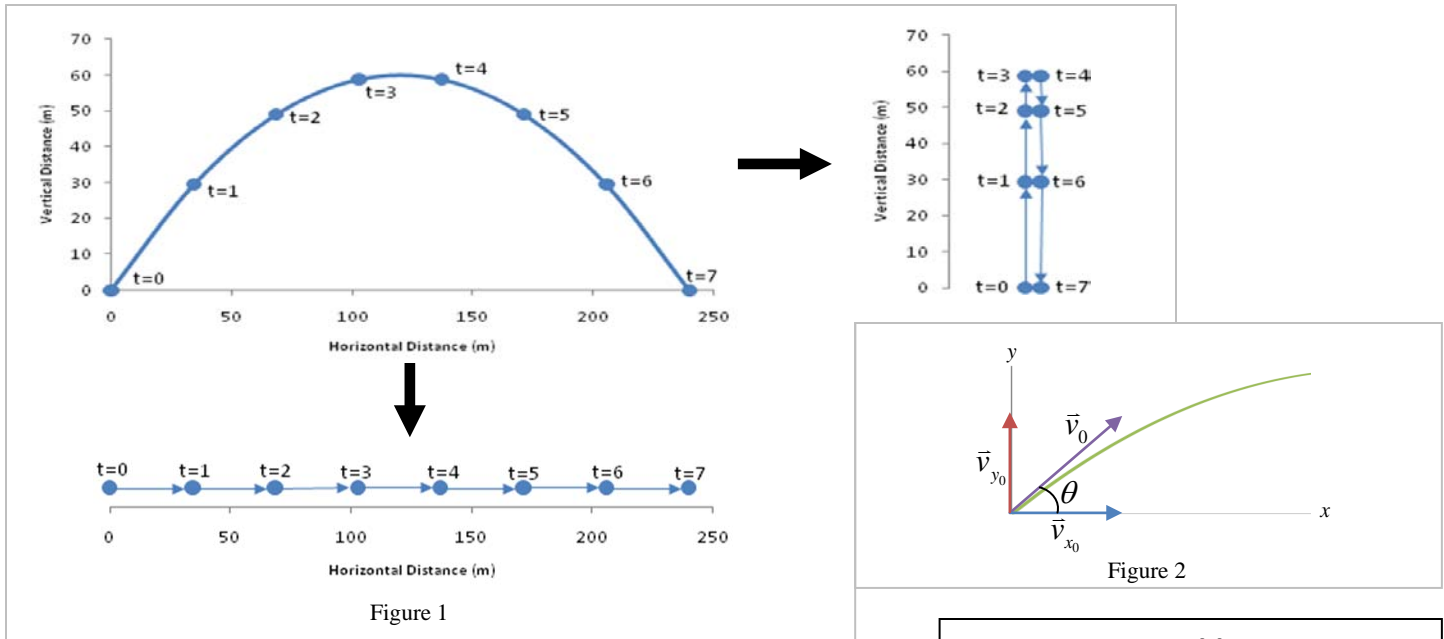 70
60
50
40
30
20
10
0
Vertical Distance (m)
t=0
t=1
t=2
t=3
t=4
t=5
t=6
t=7
0 50 100 150 200 250
Horizontal Distance (m)
70
60
50
40
30
20
10
0
Vertical Distance (m)
t=3 t=4
t=2 t=5
t=1 t=6
t=0 t=7
t=0 t=1 t=2 t=3 t=4 t=5 t=6 t=7
0 50 100 150 200 250
Horizontal Distance (m)
Figure 1
y
v⃗₀
v⃗y₀
θ
x
v⃗x₀
Figure 2